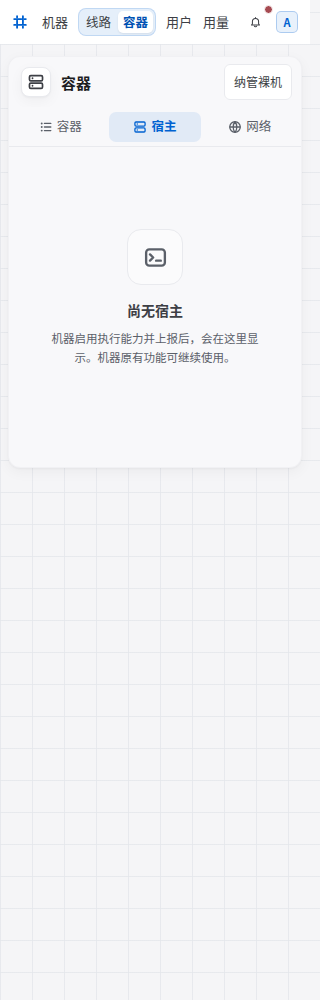 机器 线路 容器 用户 用量 A
容器 纳管裸机
容器 宿主 网络
尚无宿主
机器启用执行能力并上报后，会在这里显
示。机器原有功能可继续使用。